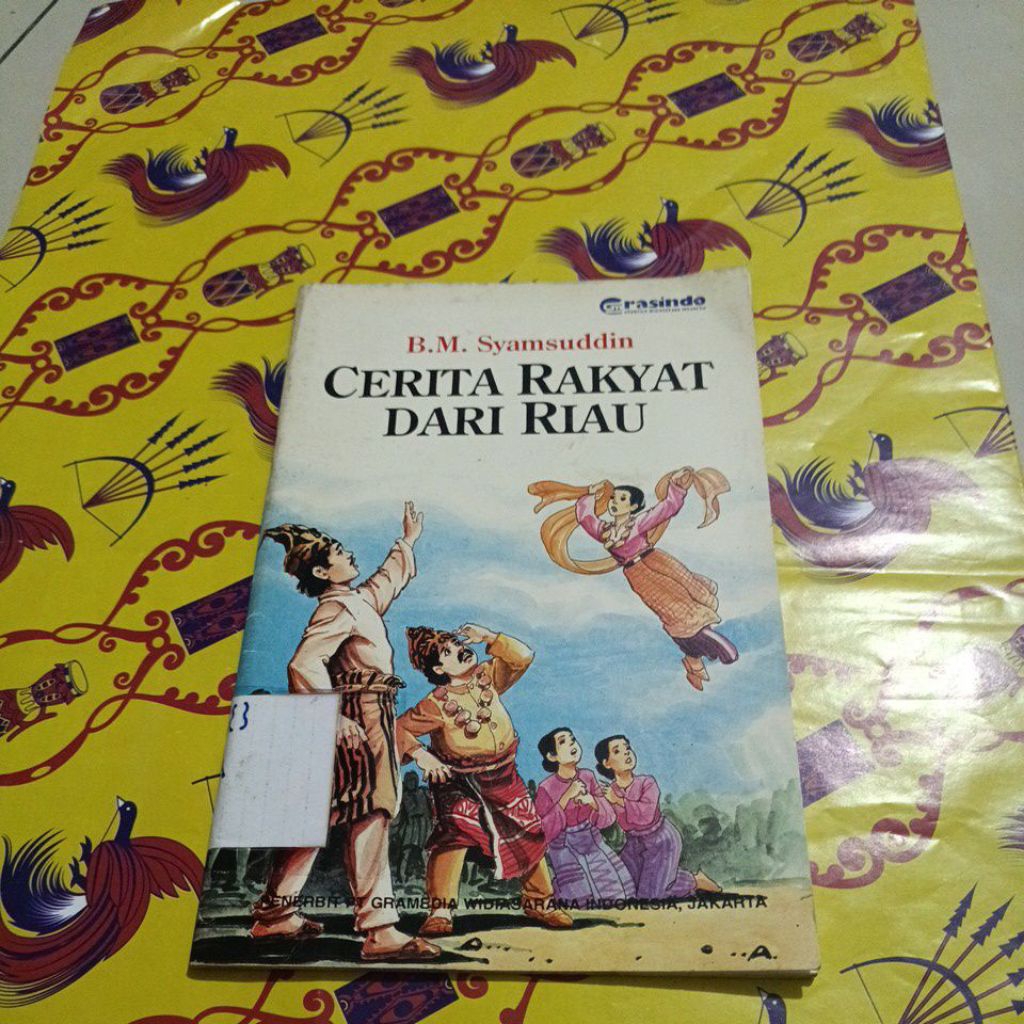 Grasindo
B.M. Syamsuddin
CERITA RAKYAT
DARI RIAU
PENERBIT PT GRAMEDIA WIDIASARANA INDONESIA, JAKARTA